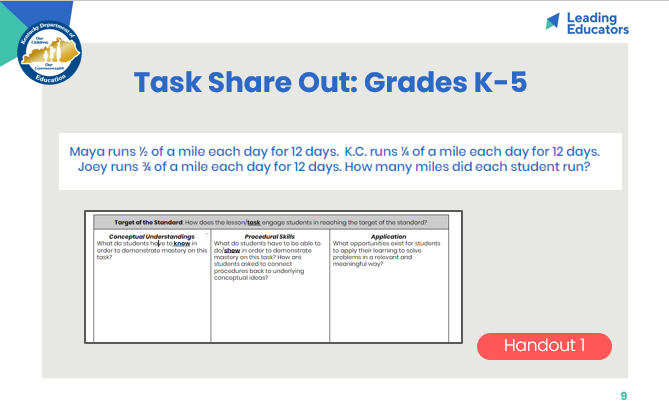 Kentucky Department of
Our
Children,
Our
Commonwealth
Education
Leading
Educators
Task Share Out: Grades K-5
Maya runs ½ of a mile each day for 12 days.  K.C. runs ¼ of a mile each day for 12 days.
Joey runs ¾ of a mile each day for 12 days. How many miles did each student run?
Target of the Standard: How does the lesson/task engage students in reaching the target of the standard?
Conceptual Understandings
What do students have to know in
order to demonstrate mastery on this
task?
Procedural Skills
What do students have to be able to
do/show in order to demonstrate
mastery on this task? How are
students asked to connect
procedures back to underlying
conceptual ideas?
Application
What opportunities exist for students
to apply their learning to solve
problems in a relevant and
meaningful way?
Handout 1
9